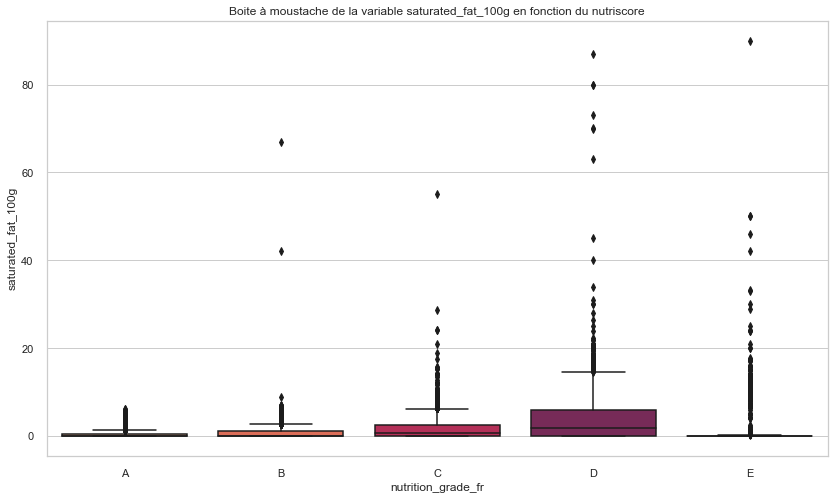 Boite à moustache de la variable saturated_fat_100g en fonction du nutriscore
80
60
40
20
0
saturated_fat_100g
A B C D E
nutrition_grade_fr